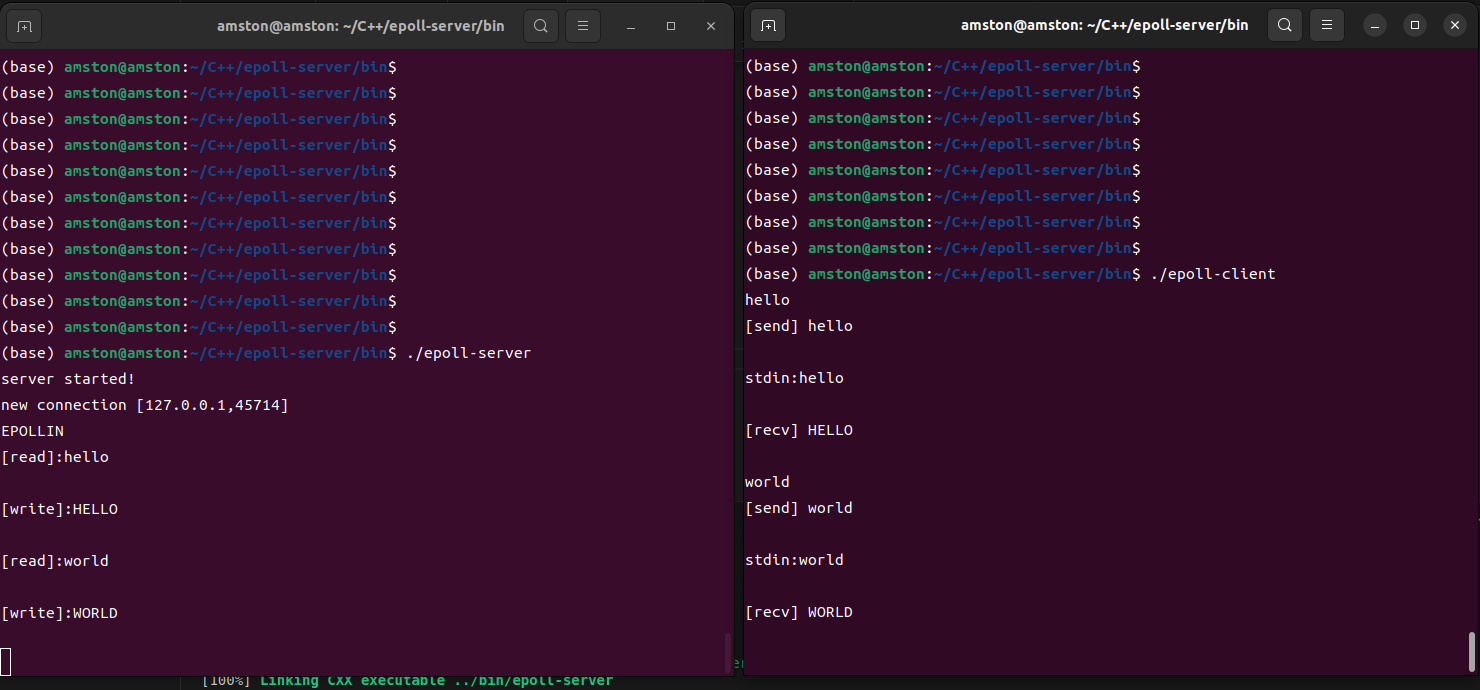 amston@amston: ~/C++/epoll-server/bin
(base) amston@amston:~/C++/epoll-server/bin$
(base) amston@amston:~/C++/epoll-server/bin$
(base) amston@amston:~/C++/epoll-server/bin$
(base) amston@amston:~/C++/epoll-server/bin$
(base) amston@amston:~/C++/epoll-server/bin$
(base) amston@amston:~/C++/epoll-server/bin$
(base) amston@amston:~/C++/epoll-server/bin$
(base) amston@amston:~/C++/epoll-server/bin$
(base) amston@amston:~/C++/epoll-server/bin$
(base) amston@amston:~/C++/epoll-server/bin$
(base) amston@amston:~/C++/epoll-server/bin$
(base) amston@amston:~/C++/epoll-server/bin$ ./epoll-server
server started!
new connection [127.0.0.1,45714]
EPOLLIN
[read]:hello
[write]:HELLO
[read]:world
[write]:WORLD
amston@amston: ~/C++/epoll-server/bin
(base) amston@amston:~/C++/epoll-server/bin$
(base) amston@amston:~/C++/epoll-server/bin$
(base) amston@amston:~/C++/epoll-server/bin$
(base) amston@amston:~/C++/epoll-server/bin$
(base) amston@amston:~/C++/epoll-server/bin$
(base) amston@amston:~/C++/epoll-server/bin$
(base) amston@amston:~/C++/epoll-server/bin$
(base) amston@amston:~/C++/epoll-server/bin$
(base) amston@amston:~/C++/epoll-server/bin$ ./epoll-client
hello
[send] hello
stdin:hello
[recv] HELLO
world
[send] world
stdin:world
[recv] WORLD
[100%] Linking CXX executable ../bin/epoll-server